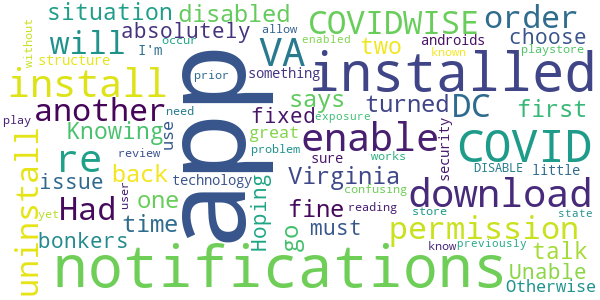 situation disabled COVIDWISE order
I'm occur allow enabled androids
without will absolutely VA two choose
structure known playstore
install prior something installed
another app says turned DC first
Knowing use fixed enable COVID
play need great exposure
re problem sure works security
review back technology Virginia DISABLE little
issue user confusing download
uninstall Had one fine reading must permission
yet time Hoping go store state
bonkers know previously talk
notifications Unable
Otherwise